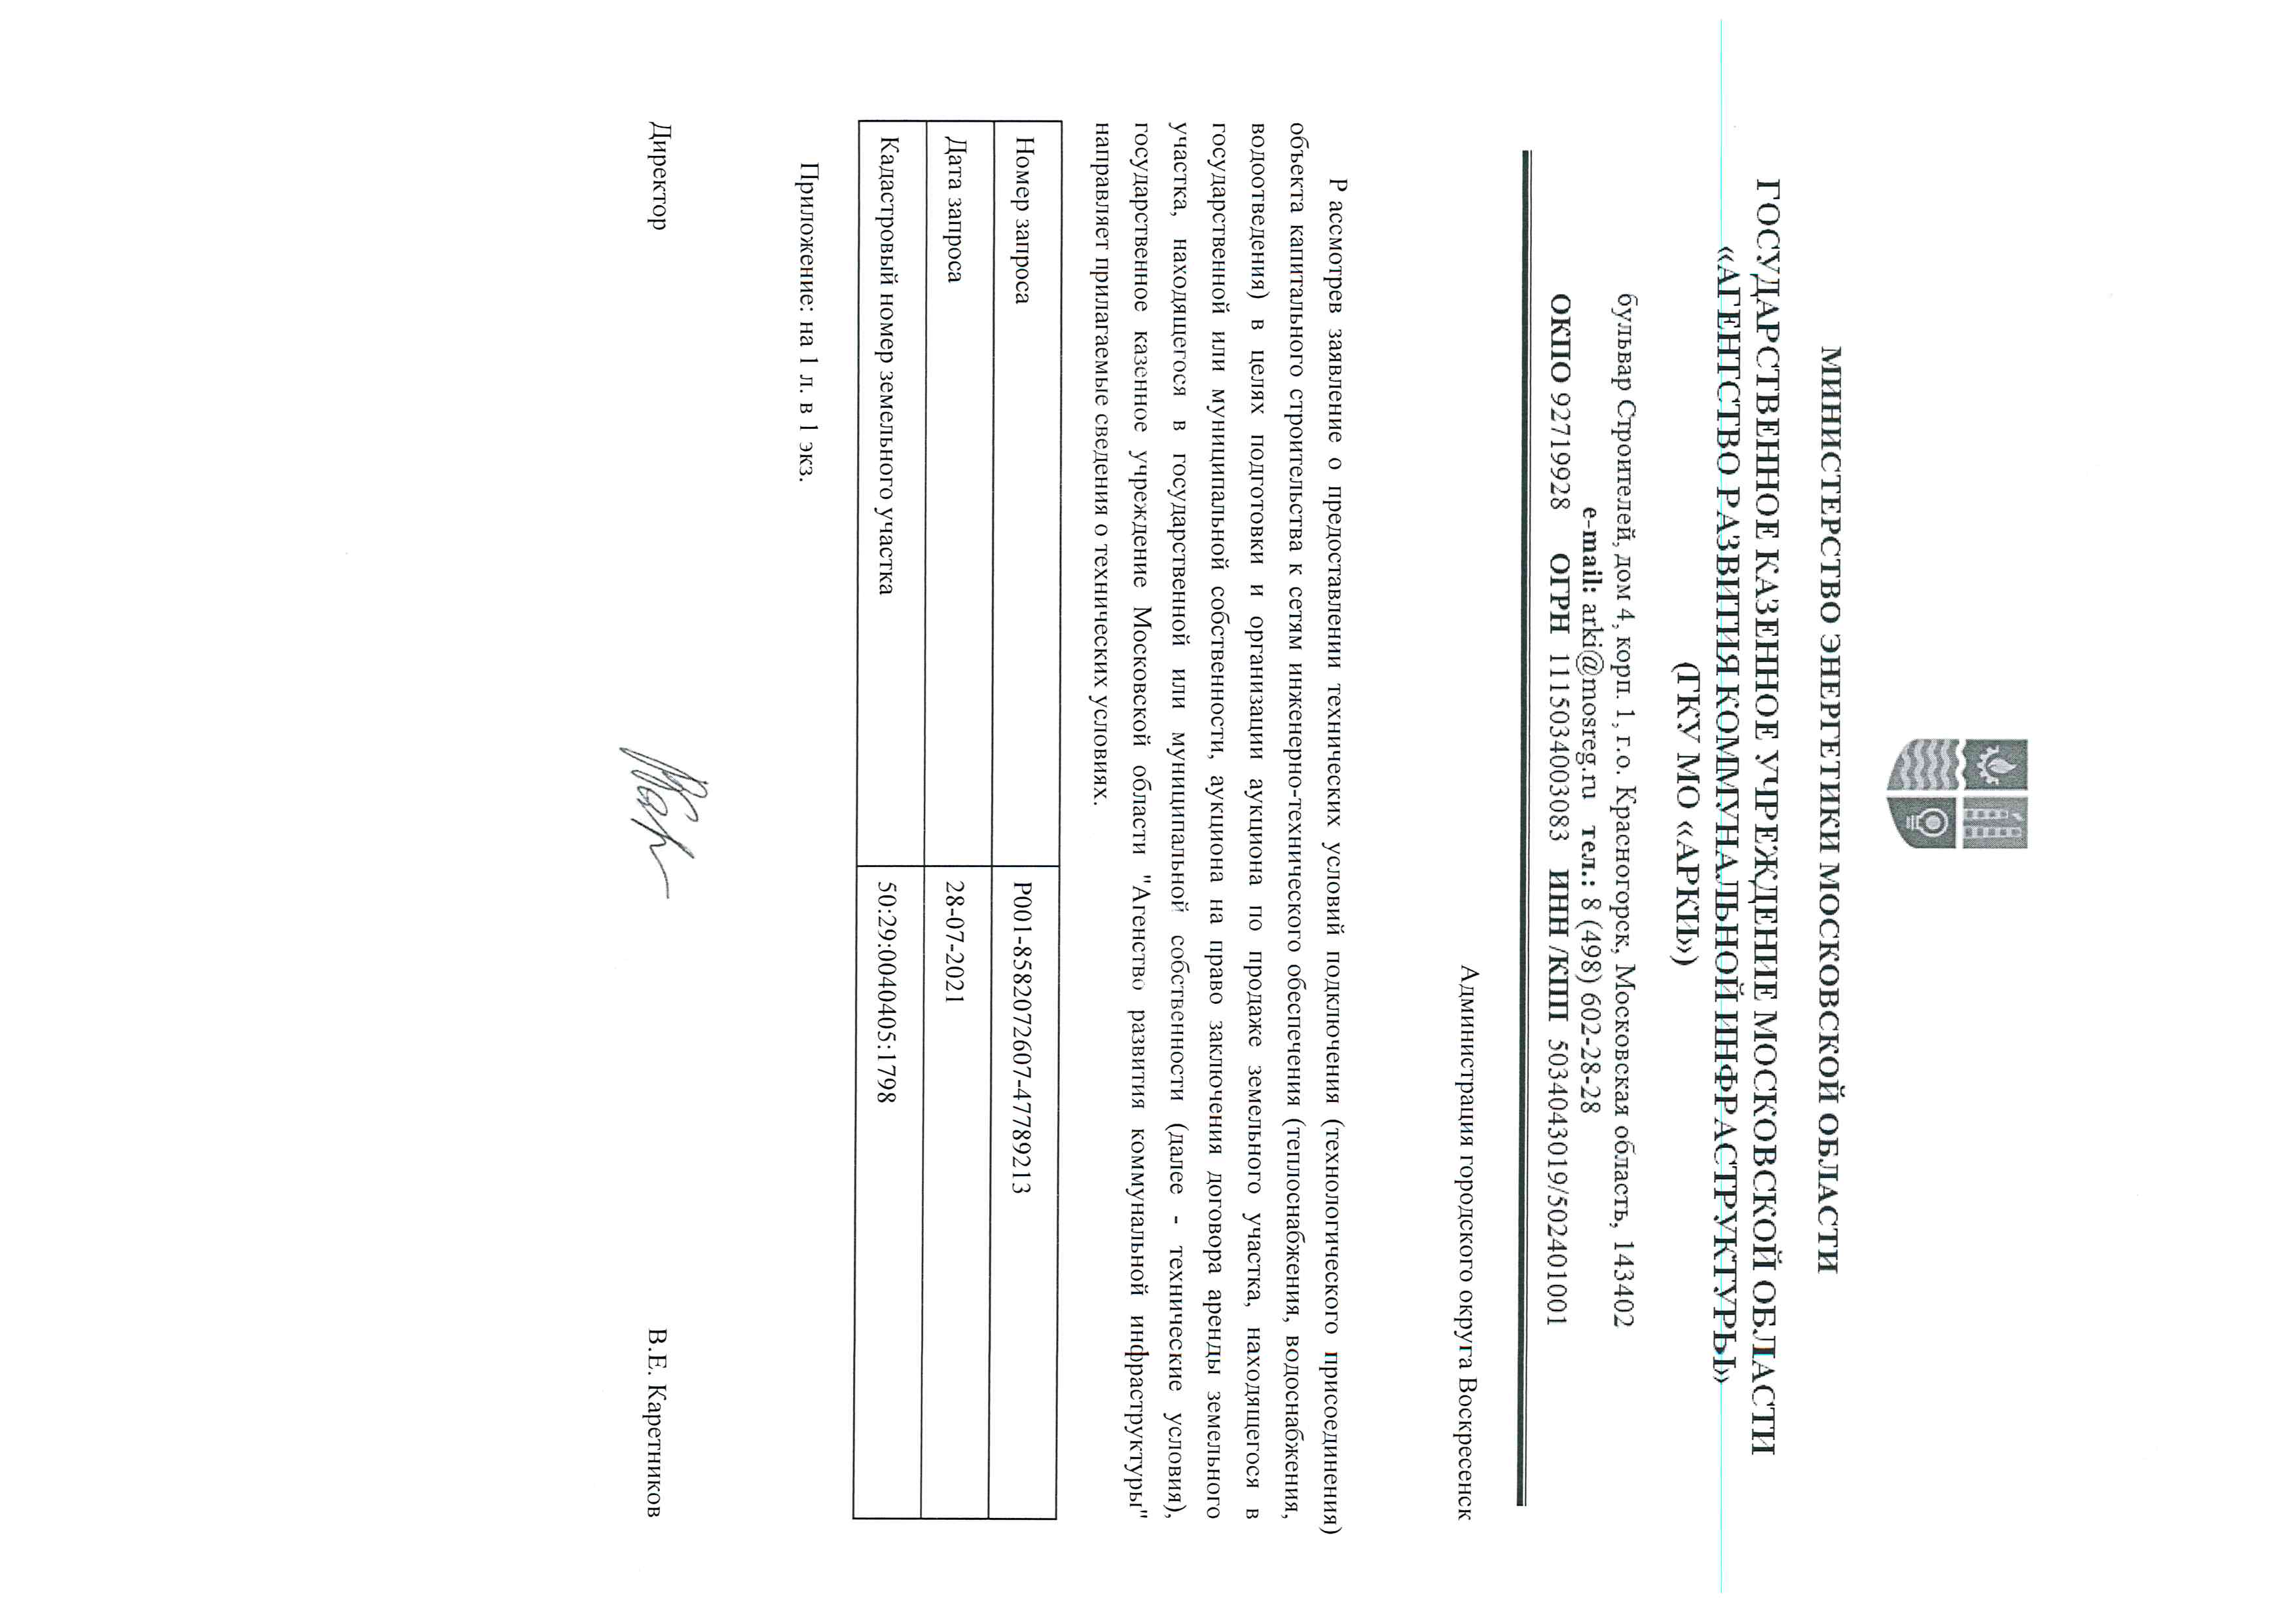 МИНИСТЕРСТВО ЭНЕРГЕТИКИ МОСКОВСКОЙ ОБЛАСТИ
ГОСУДАРСТВЕННОЕ КАЗЕННОЕ УЧРЕЖДЕНИЕ МОСКОВСКОЙ ОБЛАСТИ
«АГЕНТСТВО РАЗВИТИЯ КОММУНАЛЬНОЙ ИНФРАСТРУКТУРЫ»
(ГКУ МО «АРКИ»)
бульвар Строителей, дом 4, корп. 1, г.о. Красногорск, Московская область, 143402
e-mail: arki@mosreg.ru тел.: 8 (498) 602-28-28
ОКПО 92719928 ОГРН 1115034003083 ИНН /КПП 5034043019/502401001
Администрация городского округа Воскресенск
Рассмотрев заявление о предоставлении технических условий подключения (технологического присоединения)
объекта капитального строительства к сетям инженерно-технического обеспечения (теплоснабжения, водоснабжения,
водоотведения) в целях подготовки и организации аукциона по продаже земельного участка, находящегося в
государственной или муниципальной собственности, аукциона на право заключения договора аренды земельного
участка, находящегося в государственной или муниципальной собственности (далее - технические условия),
государственное казенное учреждение Московской области "Агенство развития коммунальной инфраструктуры"
направляет прилагаемые сведения о технических условиях.
Номер запроса P001-8582072607-47789213
Дата запроса 28-07-2021
Кадастровый номер земельного участка 50:29:0040405:1798
Приложение: на 1 л. в 1 экз.
Директор В.Е. Каретников